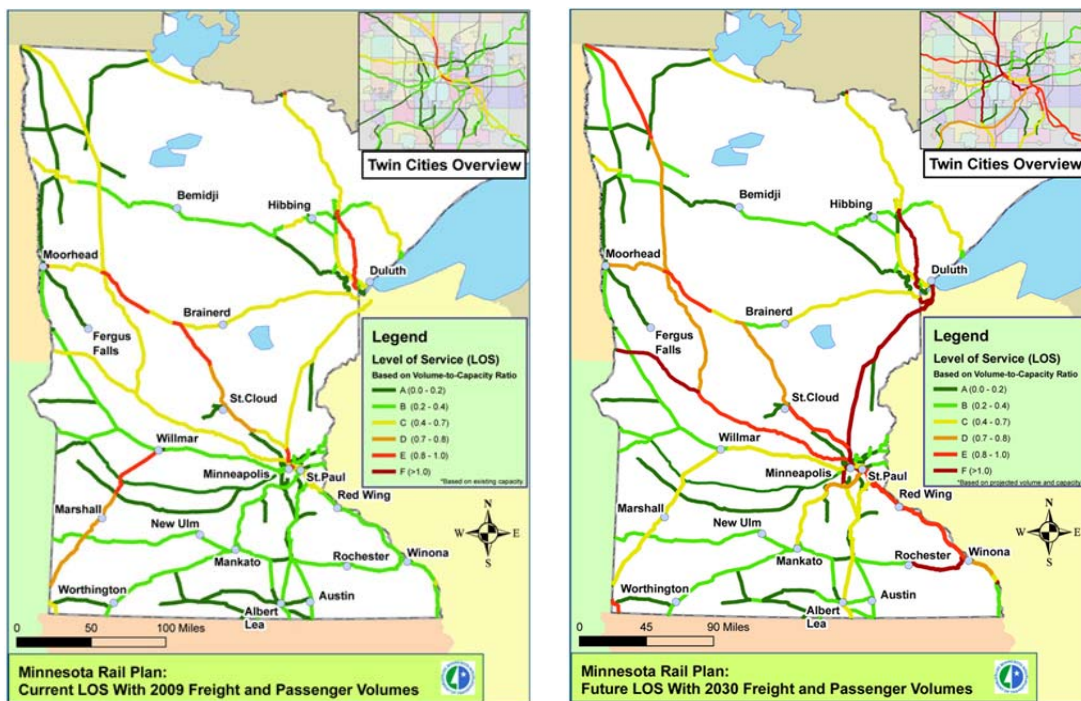 Twin Cities Overview
Bemidji
Hibbing
Moorhead
Duluth
Brainerd
Fergus
Falls
Legend
Level of Service (LOS)
Based on Volume-to-Capacity Ratio
A (0.0 - 0.2)
B (0.2 - 0.4)
C (0.4 - 0.7)
D (0.7 - 0.8)
E (0.8 - 1.0)
F (>1.0)
*Based on existing capacity
St.Cloud
Willmar
Minneapolis
St.Paul
Red Wing
Marshall
New Ulm
Mankato
Rochester
Winona
Worthington
Albert
Lea
Austin
N
W E
S
0 50 100 Miles
Minnesota Rail Plan:
Current LOS With 2009 Freight and Passenger Volumes
Twin Cities Overview
Bemidji
Hibbing
Moorhead
Duluth
Brainerd
Fergus
Falls
Legend
Level of Service (LOS)
Based on Volume-to-Capacity Ratio
A (0.0 - 0.2)
B (0.2 - 0.4)
C (0.4 - 0.7)
D (0.7 - 0.8)
E (0.8 - 1.0)
F (>1.0)
*Based on projected volume and capacity
St.Cloud
Willmar
Minneapolis
St.Paul
Red Wing
Marshall
New Ulm
Mankato
Rochester
Winona
Worthington
Albert
Lea
Austin
N
W E
S
0 45 90 Miles
Minnesota Rail Plan:
Future LOS With 2030 Freight and Passenger Volumes